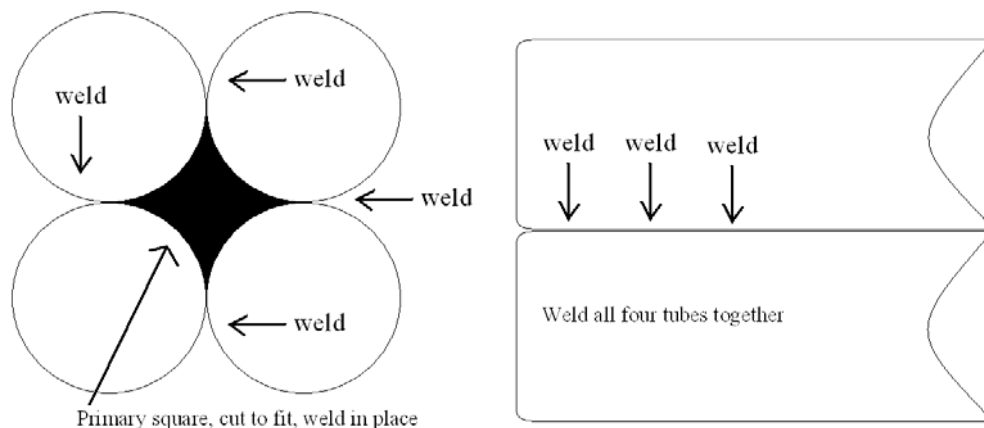 weld
weld
weld
weld
Primary square, cut to fit, weld in place
weld
weld
weld
Weld all four tubes together